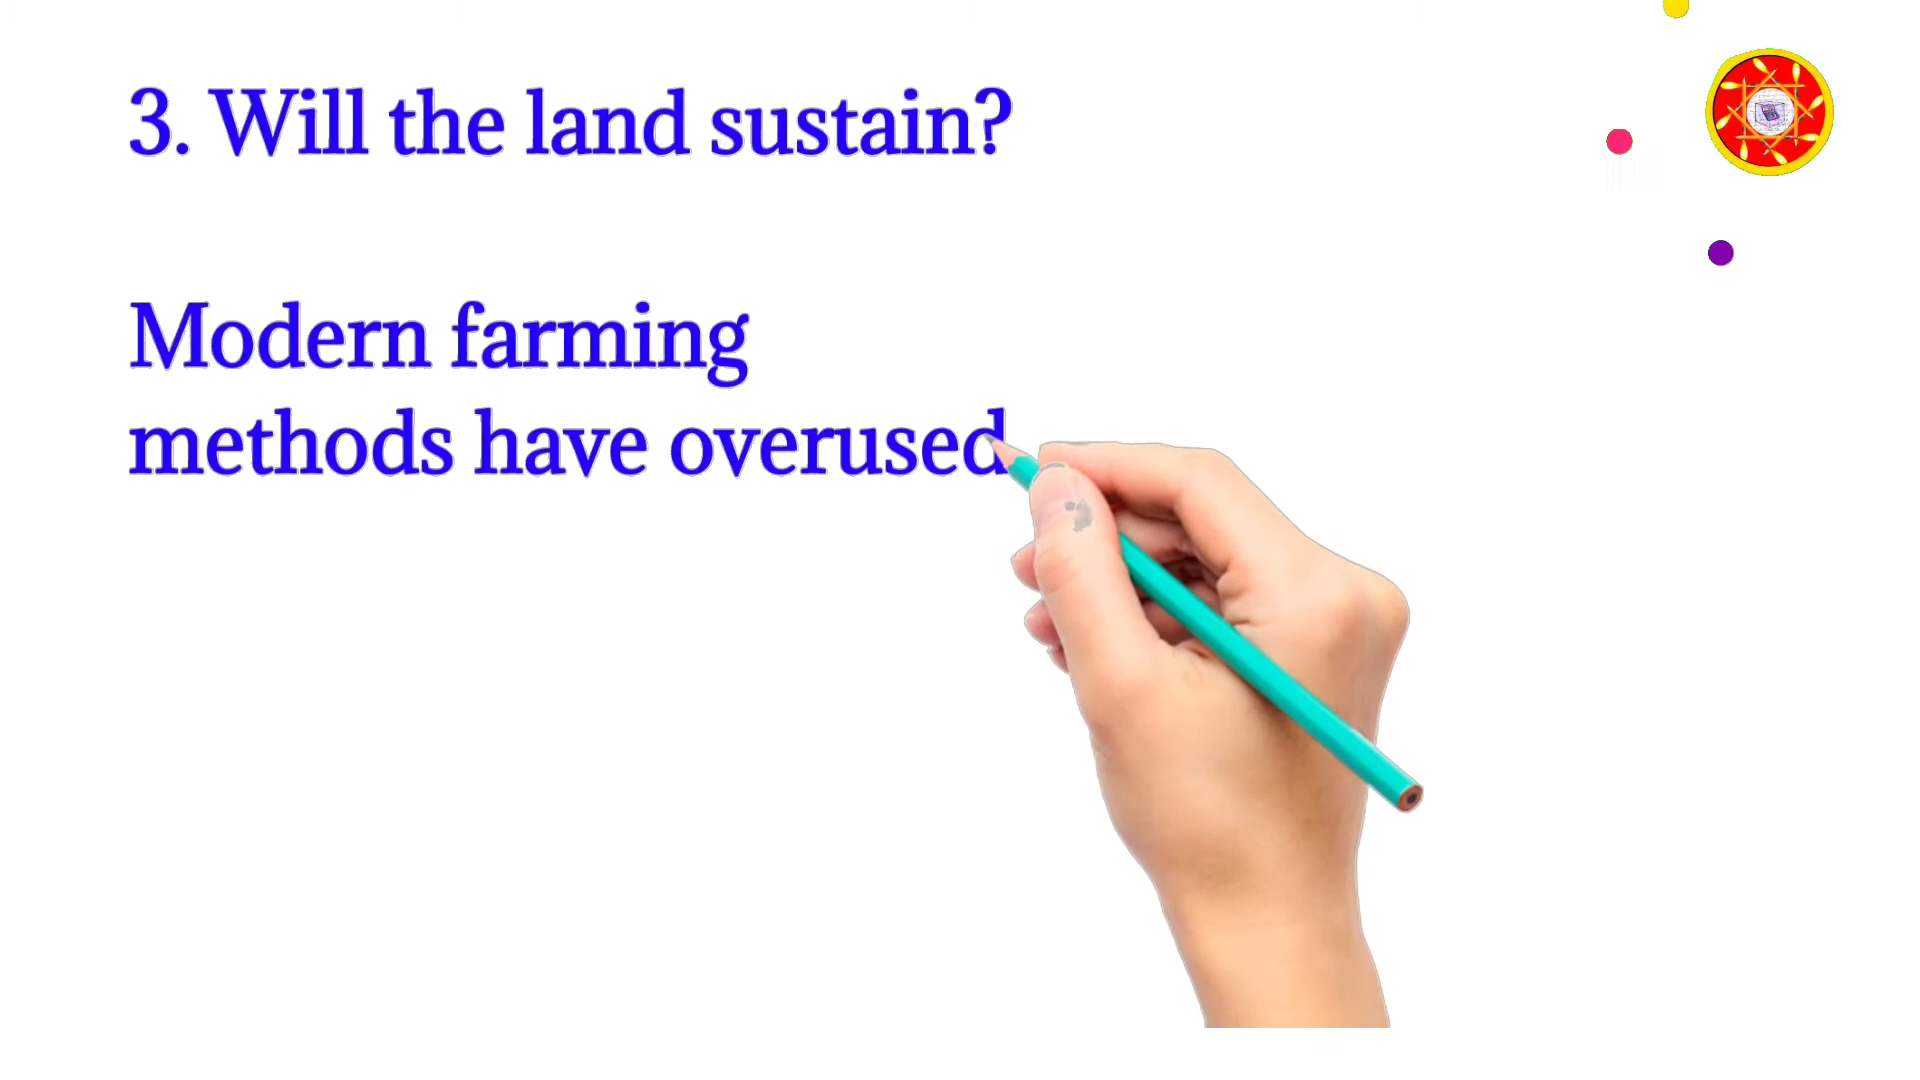 3. Will the land sustain?
Modern farming
methods have overused